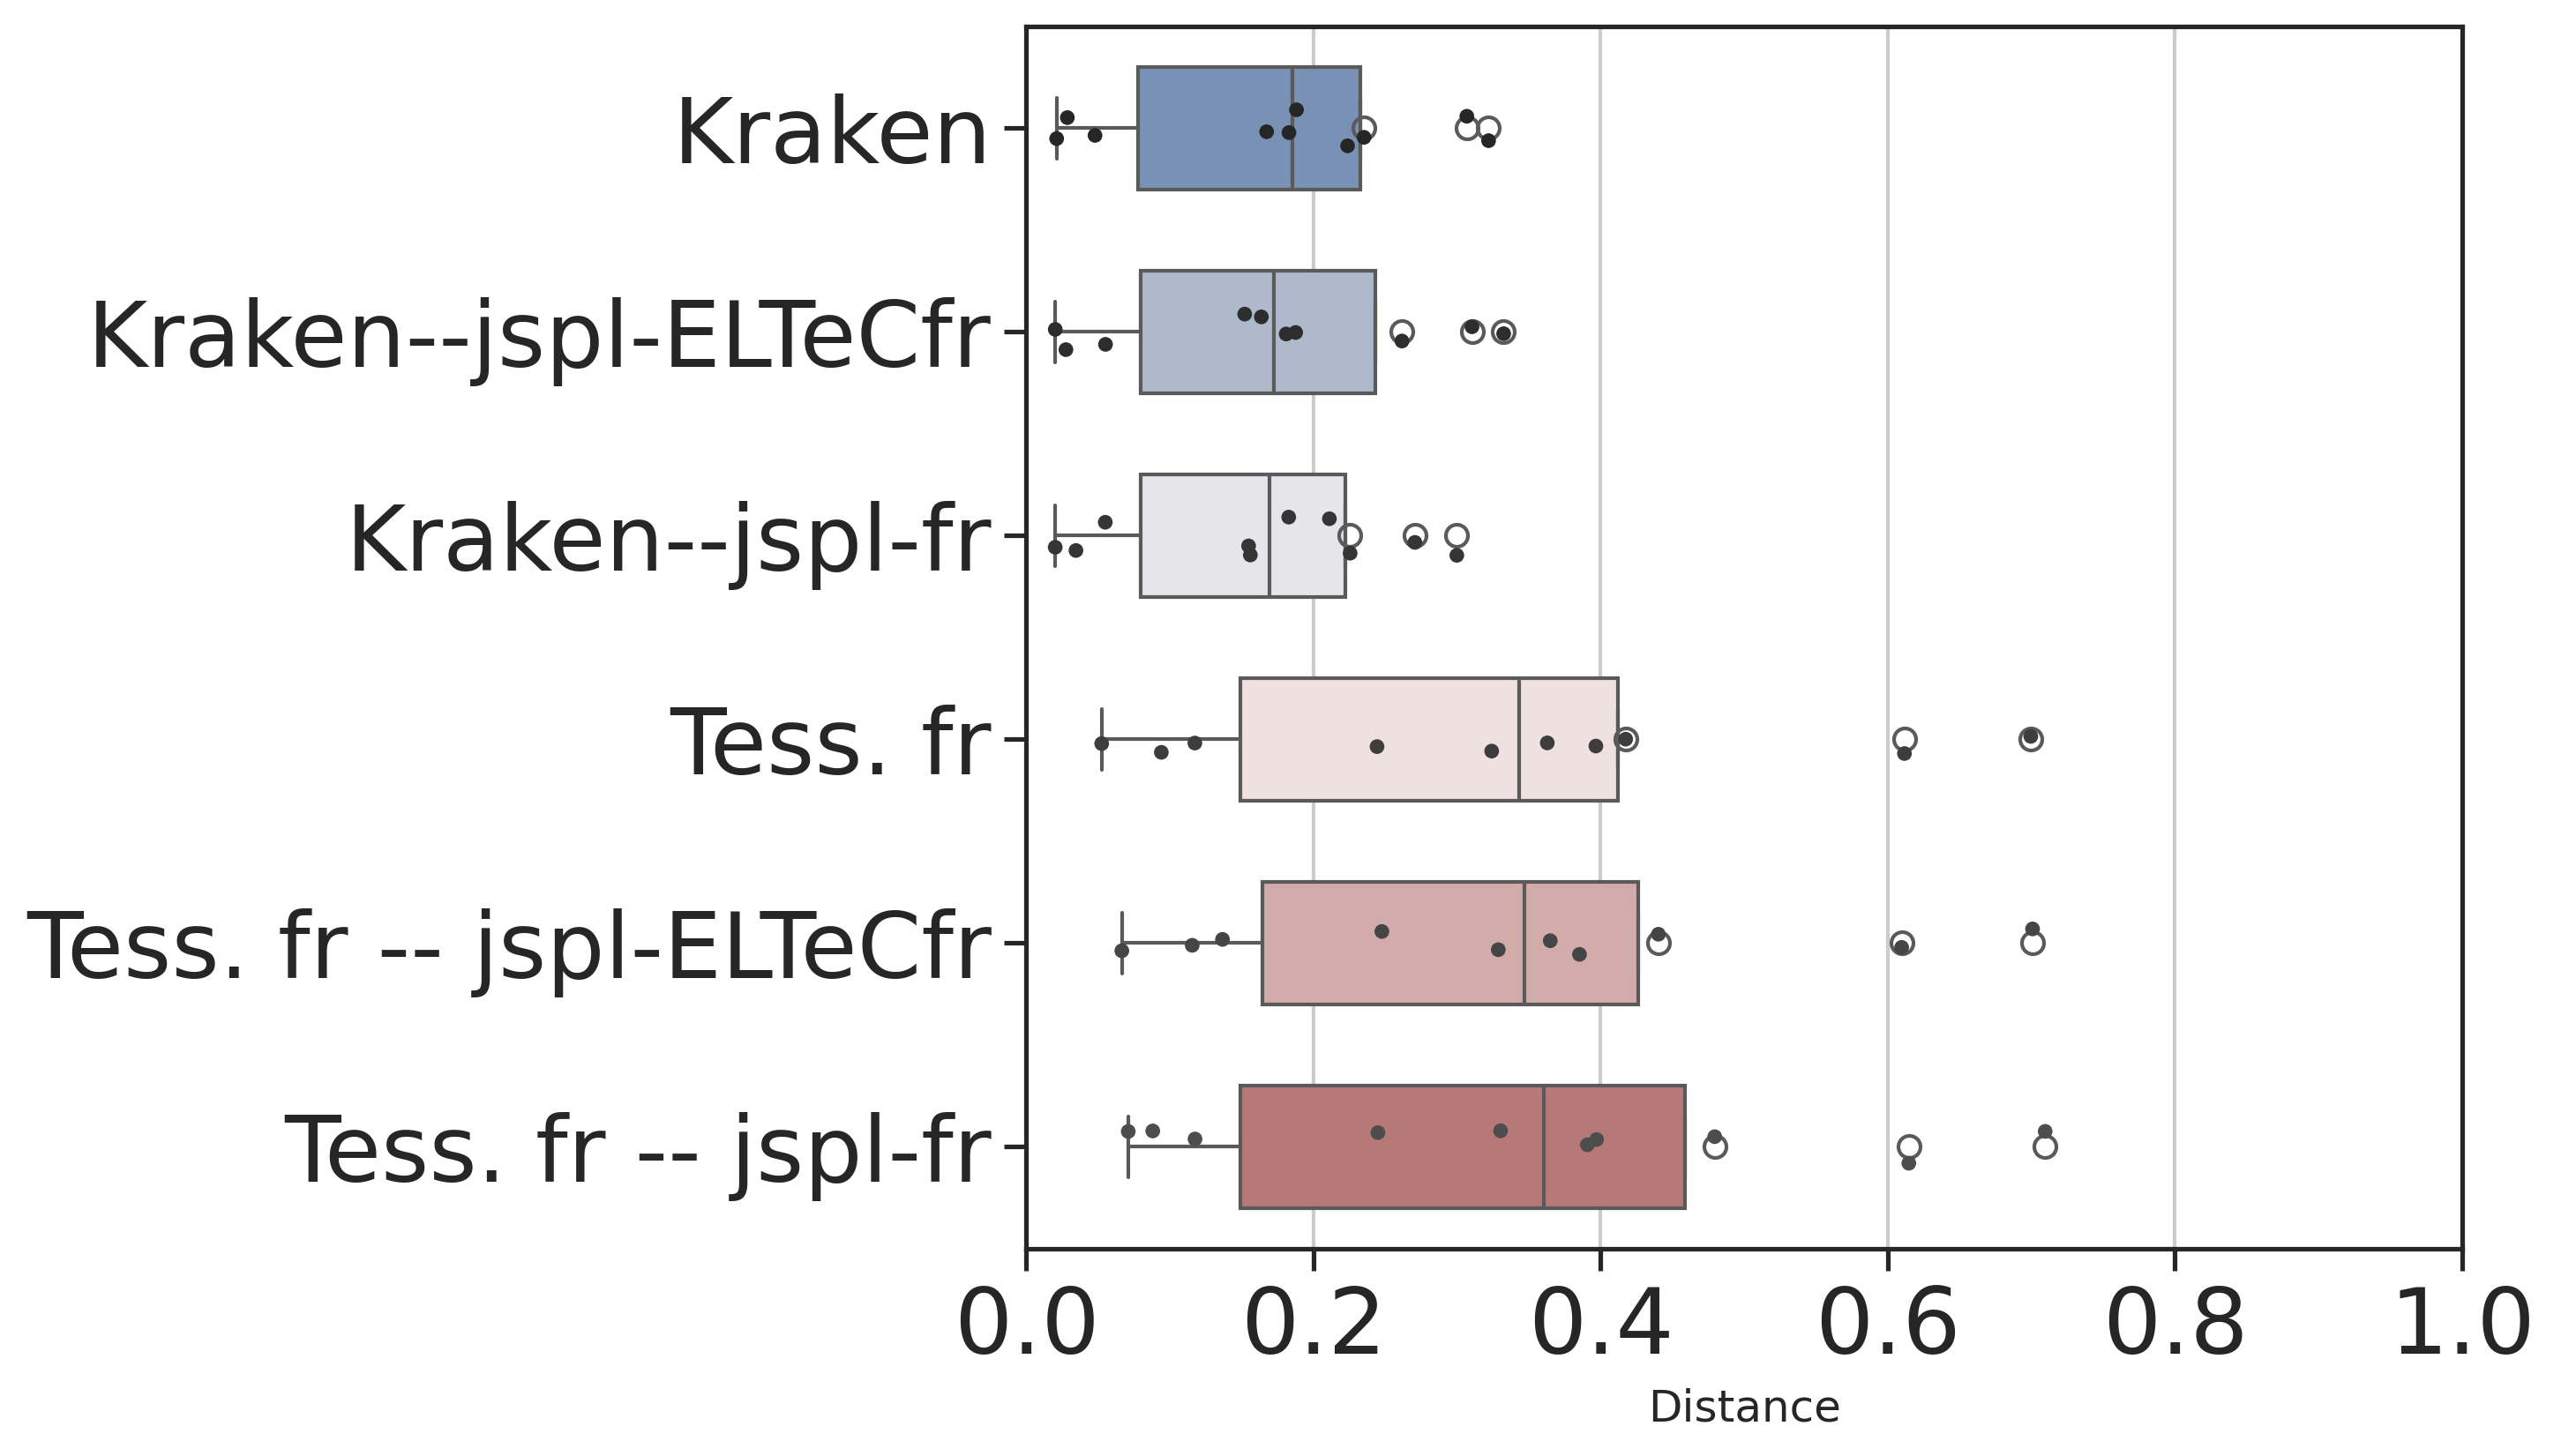 Kraken
Kraken--jspl-ELTeCfr
Kraken--jspl-fr
Tess. fr
Tess. fr -- jspl-ELTeCfr
Tess. fr -- jspl-fr
0.0 0.2 0.4 0.6 0.8 1.0
Distance